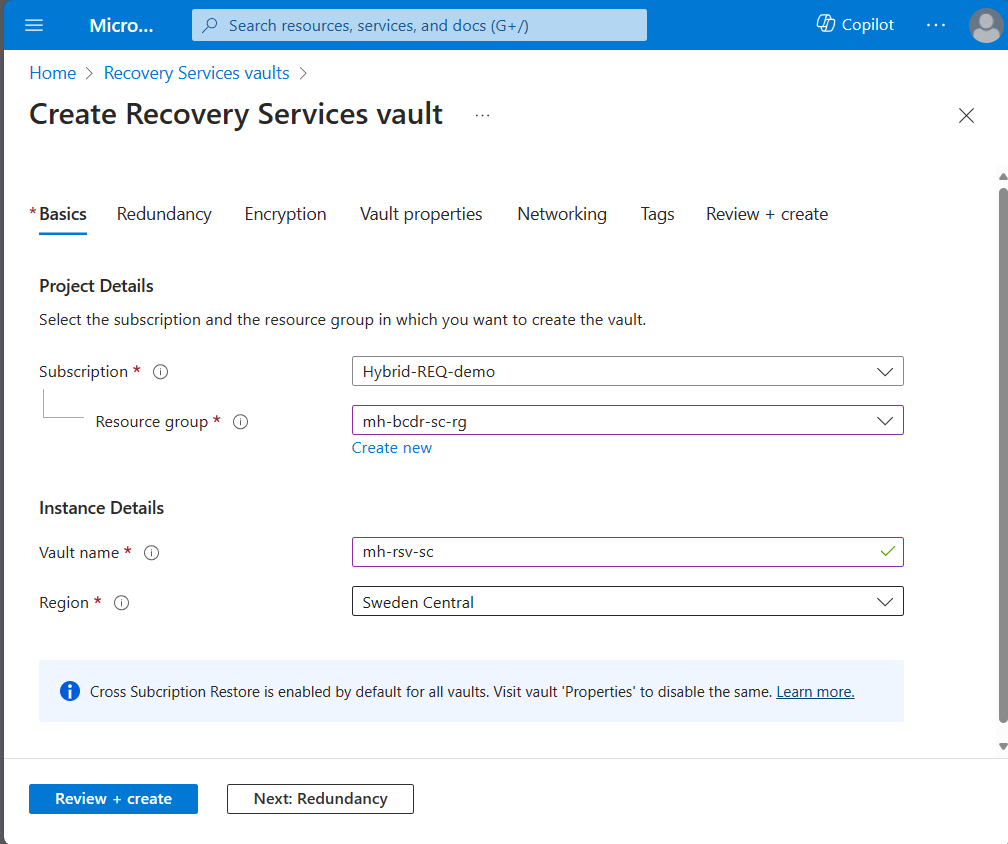 Micro... Search resources, services, and docs (G+/) Copilot ...
Home > Recovery Services vaults >
Create Recovery Services vault ...
* Basics Redundancy Encryption Vault properties Networking Tags Review + create
Project Details
Select the subscription and the resource group in which you want to create the vault.
Subscription * Hybrid-REQ-demo
Resource group * mh-bcdr-sc-rg
Create new
Instance Details
Vault name * mh-rsv-sc
Region * Sweden Central
Cross Subcription Restore is enabled by default for all vaults. Visit vault 'Properties' to disable the same. Learn more.
Review + create Next: Redundancy